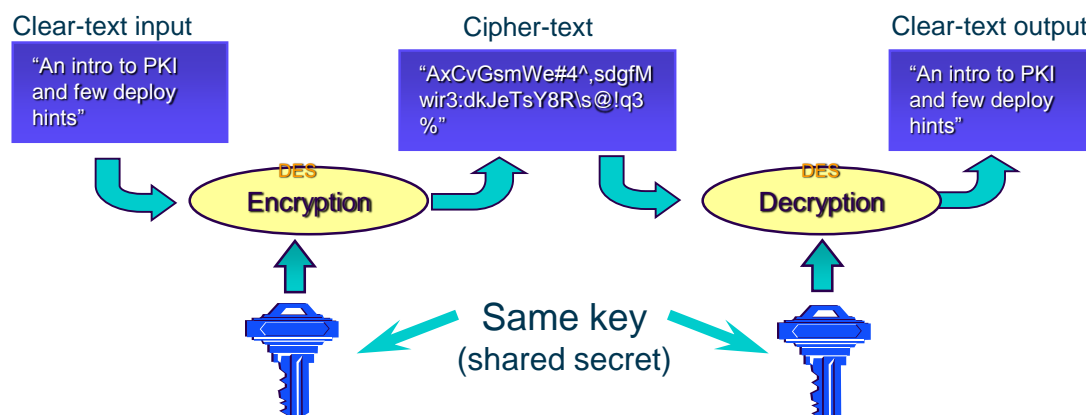 Clear-text input
Cipher-text
Clear-text output
“An intro to PKI
and few deploy
hints”
“AxCvGsmWe#4^,sdgfM
wir3:dkJeTsY8R\s@!q3
%”
“An intro to PKI
and few deploy
hints”
DES
Encryption
DES
Decryption
Same key
(shared secret)